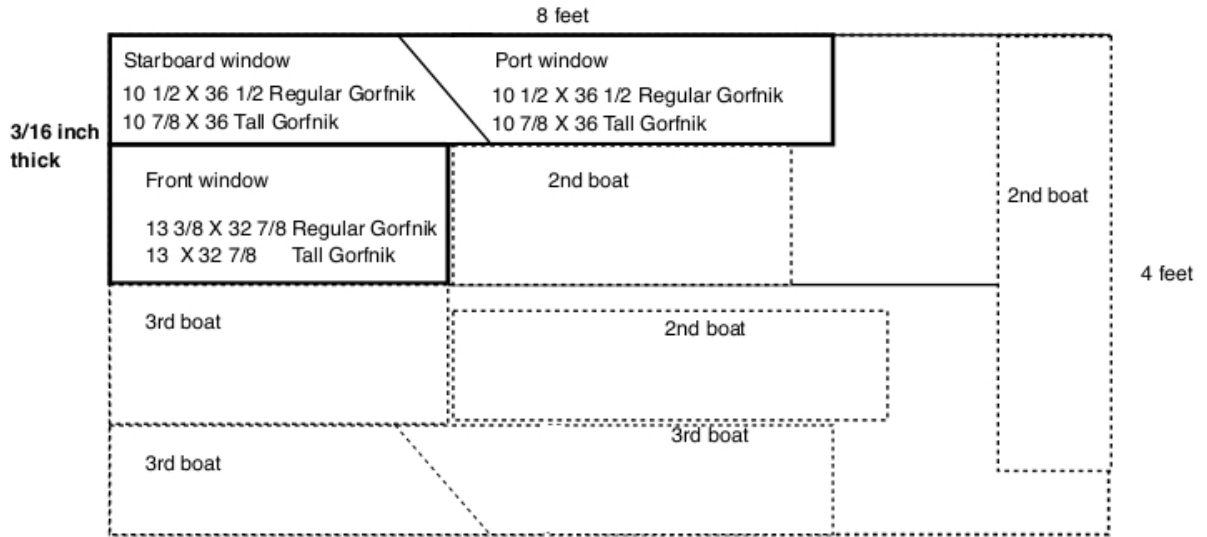 8 feet
Starboard window
10 1/2 X 36 1/2 Regular Gorfnik
10 7/8 X 36 Tall Gorfnik
Port window
10 1/2 X 36 1/2 Regular Gorfnik
10 7/8 X 36 Tall Gorfnik
3/16 inch
thick
Front window
13 3/8 X 32 7/8 Regular Gorfnik
13 X 32 7/8 Tall Gorfnik
2nd boat
2nd boat
4 feet
3rd boat
2nd boat
3rd boat
3rd boat